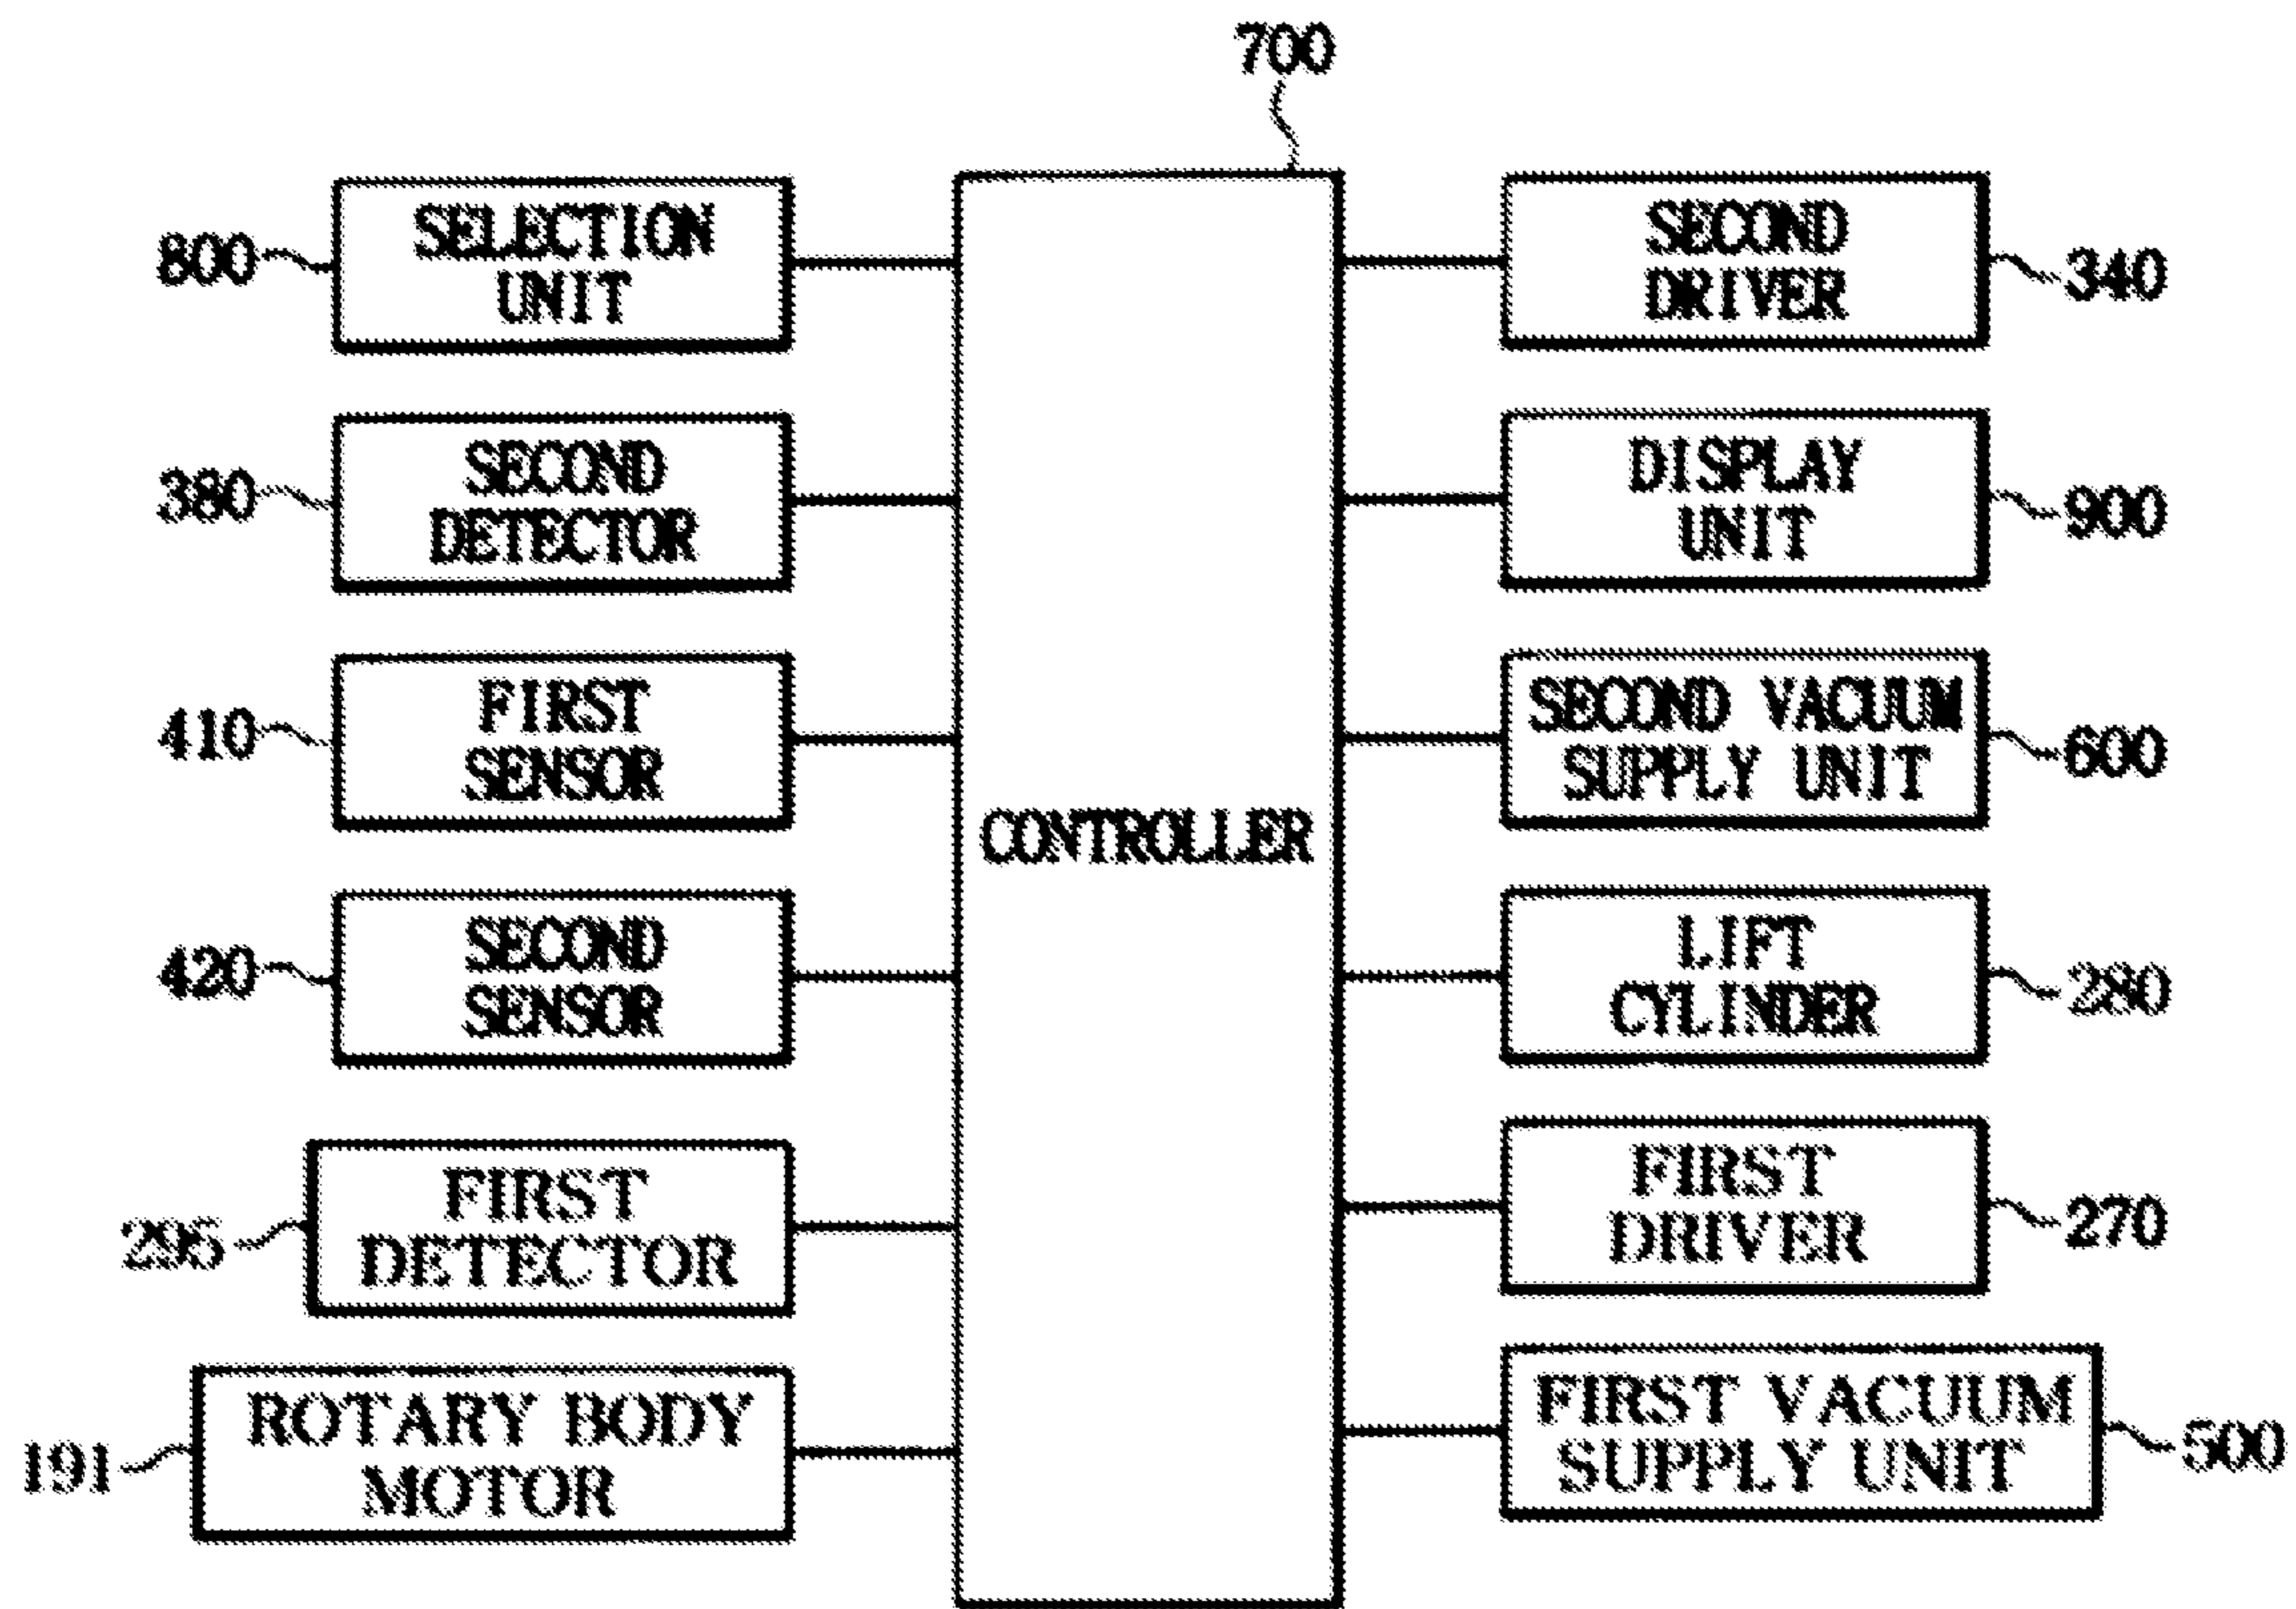 700
800
SELECTION
UNIT
380
SECOND
DETECTOR
410
FIRST
SENSOR
420
SECOND
SENSOR
295
FIRST
DETECTOR
191
ROTARY BODY
MOTOR
CONTROLLER
SECOND
DRIVER
340
DISPLAY
UNIT
900
SECOND VACUUM
SUPPLY UNIT
600
LIFT
CYLINDER
280
FIRST
DRIVER
270
FIRST VACUUM
SUPPLY UNIT
500